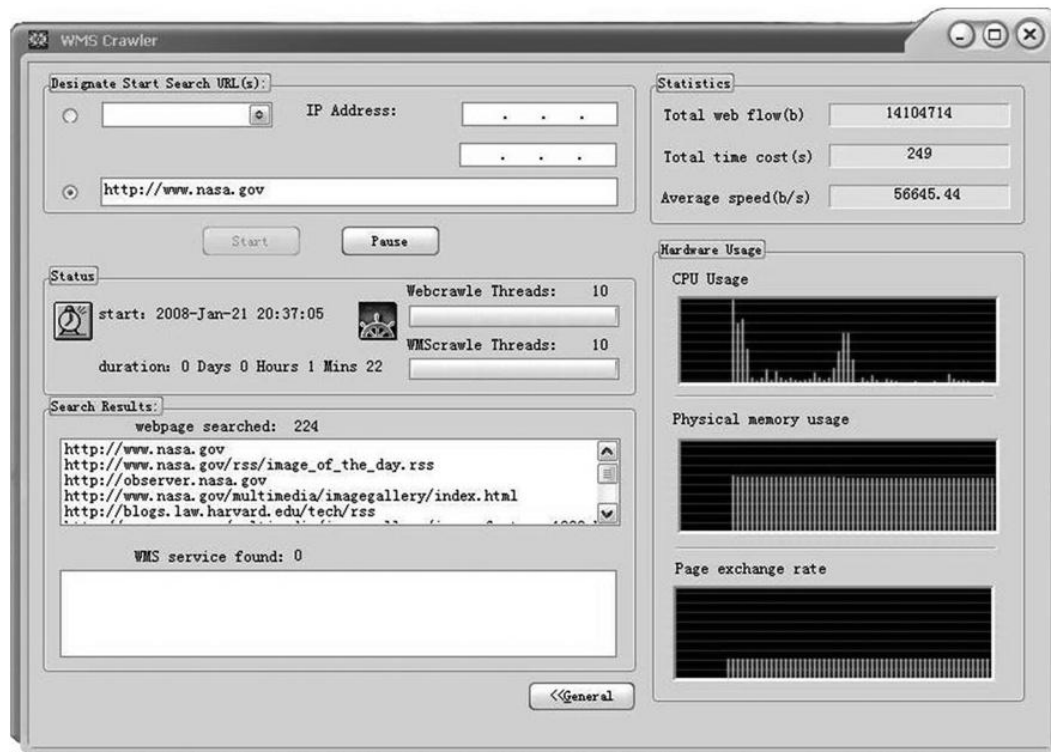 WMS Crawler
Designate Start Search URL(s):
IP Address:
. . .
. . .
http://www.nasa.gov
Start
Pause
Status
start: 2008-Jan-21 20:37:05
duration: 0 Days 0 Hours 1 Mins 22
Webcrawle Threads: 10
WMScrawle Threads: 10
Search Results:
webpage searched: 224
http://www.nasa.gov
http://www.nasa.gov/rss/image_of_the_day.rss
http://observer.nasa.gov
http://www.nasa.gov/multimedia/imagegallery/index.html
http://blogs.law.harvard.edu/tech/rss
WMS service found: 0
<<General
Statistics
Total web flow(b) 14104714
Total time cost(s) 249
Average speed(b/s) 56645.44
Hardware Usage
CPU Usage
Physical memory usage
Page exchange rate